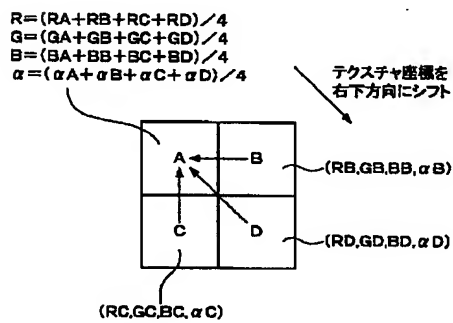 R=(RA+RB+RC+RD)/4
G=(GA+GB+GC+GD)/4
B=(BA+BB+BC+BD)/4
α=(αA+αB+αC+αD)/4
テクスチャ座標を
右下方向にシフト
A
B
(RB,GB,BB,αB)
C
D
(RD,GD,BD,αD)
(RC,GC,BC,αC)